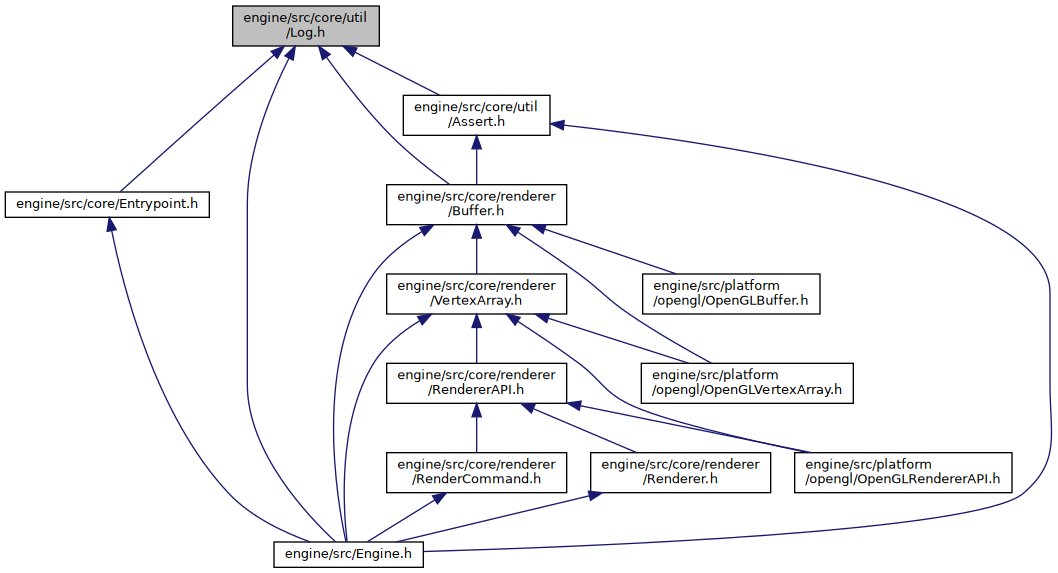 engine/src/core/util
/Log.h
engine/src/core/util
/Assert.h
engine/src/core/Entrypoint.h
engine/src/core/renderer
/Buffer.h
engine/src/core/renderer
/VertexArray.h
engine/src/platform
/opengl/OpenGLBuffer.h
engine/src/core/renderer
/RendererAPI.h
engine/src/platform
/opengl/OpenGLVertexArray.h
engine/src/core/renderer
/RenderCommand.h
engine/src/core/renderer
/Renderer.h
engine/src/platform
/opengl/OpenGLRendererAPI.h
engine/src/Engine.h